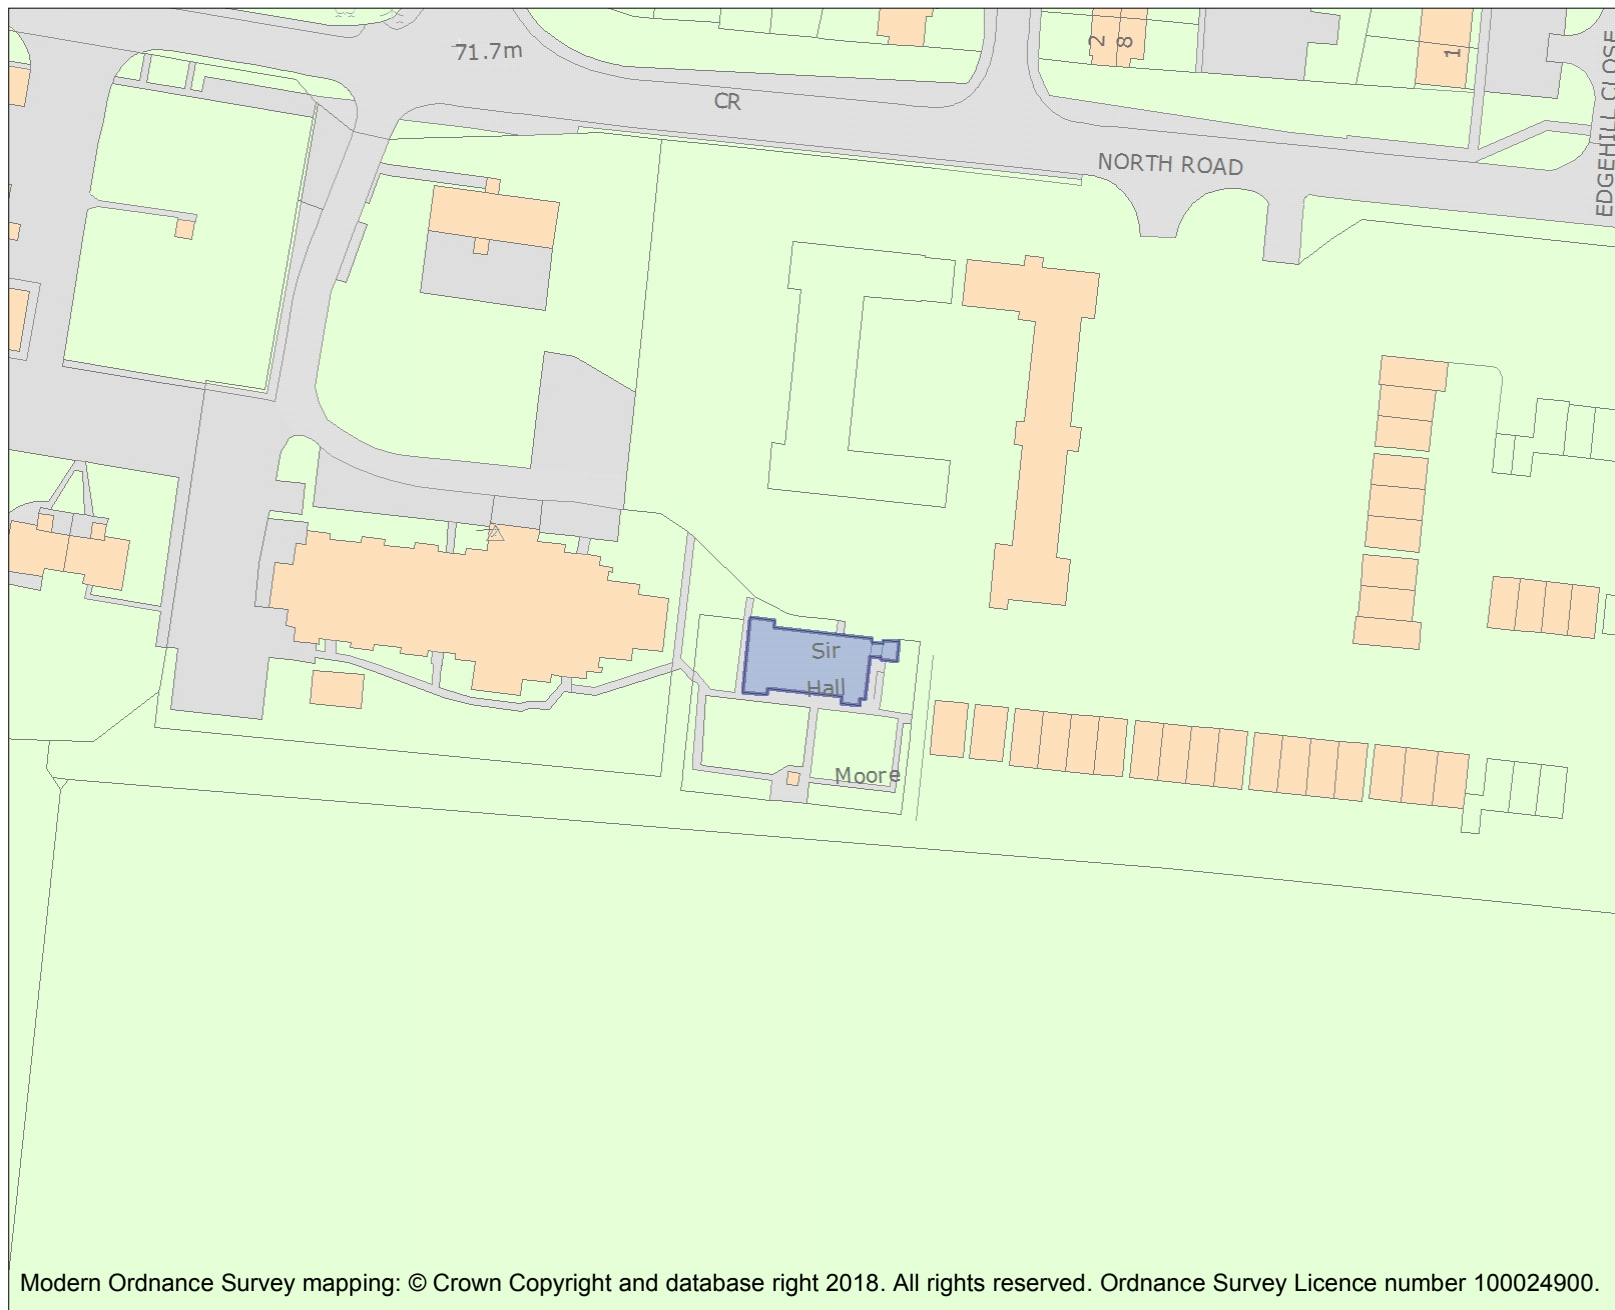 71.7m
2
8
1
CR
NORTH ROAD
EDGEHILL CLOSE
Sir
Hall
Moore
Modern Ordnance Survey mapping: © Crown Copyright and database right 2018. All rights reserved. Ordnance Survey Licence number 100024900.